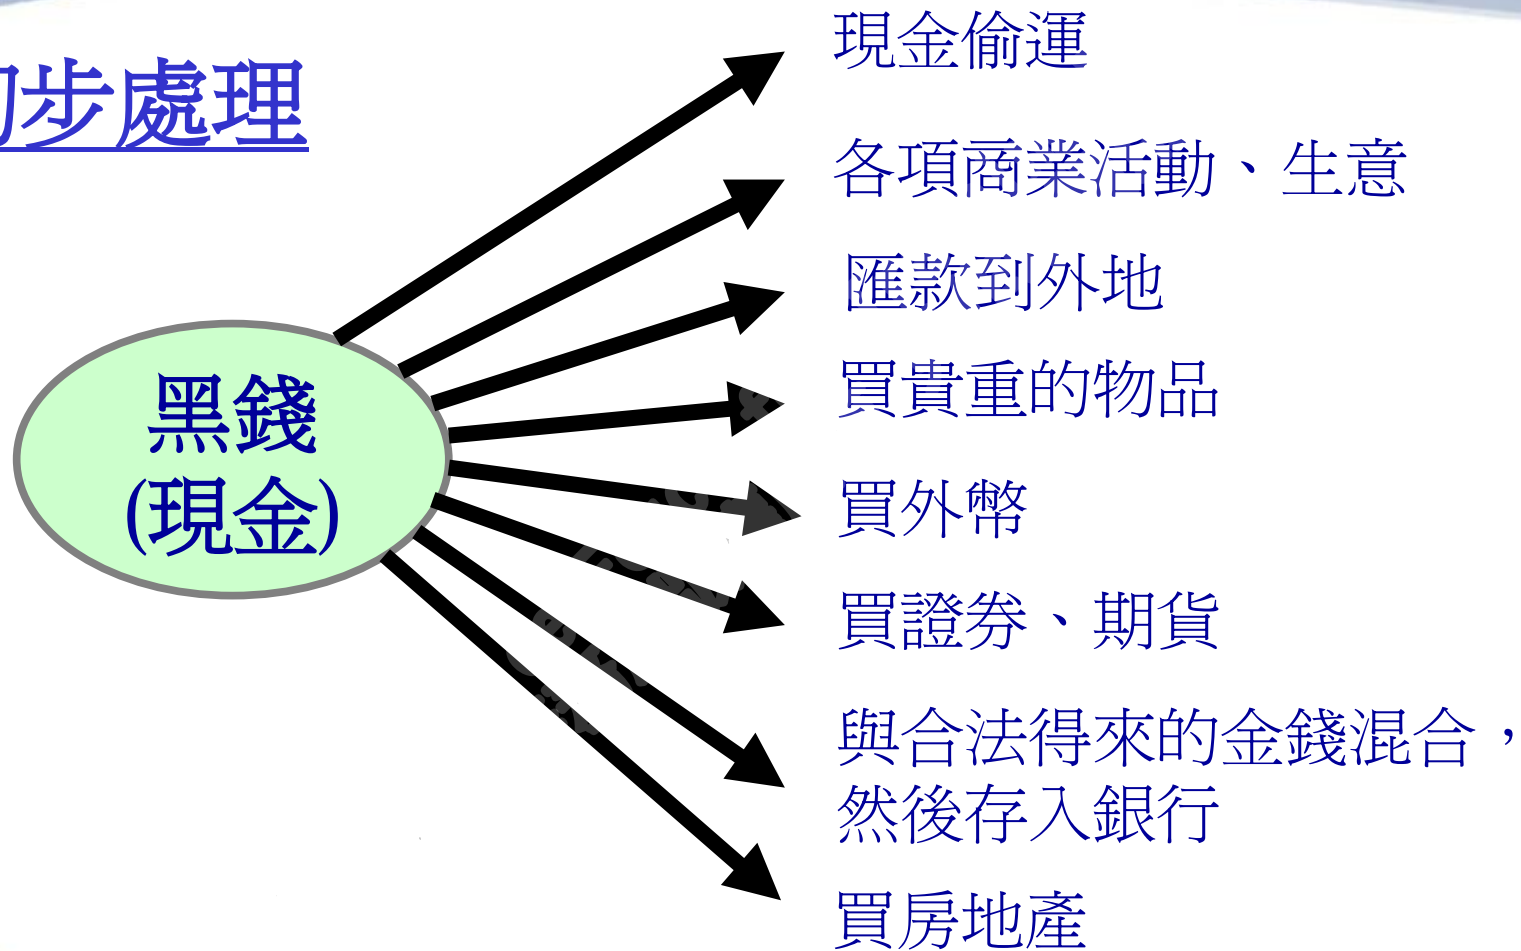 步處理
現金偷運
各項商業活動、生意
匯款到外地
黑錢
(現金)
買貴重的物品
買外幣
買證券、期貨
與合法得來的金錢混合，
然後存入銀行
買房地產